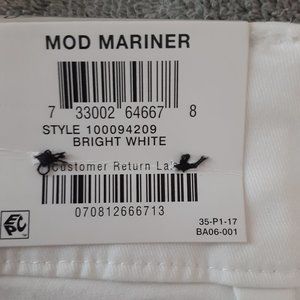 MOD MARINER
7 33002 64667 8
STYLE 100094209
BRIGHT WHITE
Customer Return
070812666713
35-P1-17
BA06-001